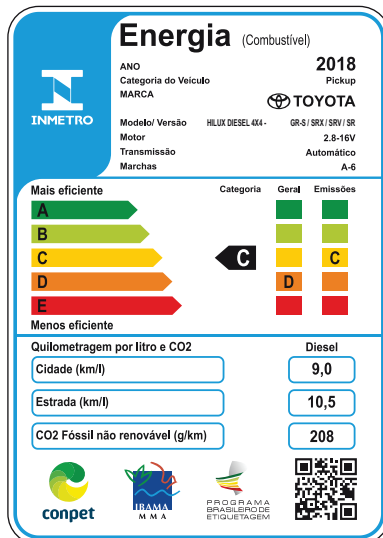 Energia (Combustível)
INMETRO
ANO 2018
Categoria do Veículo Pickup
MARCA TOYOTA
Modelo/ Versão HILUX DIESEL 4X4 - GR-S / SRX / SRV / SR
Motor 2.8-16V
Transmissão Automático
Marchas A-6
Mais eficiente Categoria Geral Emissões
A
B
C C C
D D
E
Menos eficiente
Quilometragem por litro e CO2 Diesel
Cidade (km/l) 9,0
Estrada (km/l) 10,5
CO2 Fóssil não renovável (g/km) 208
conpet
IBAMA
MMA
PROGRAMA
BRASILEIRO DE
ETIQUETAGEM